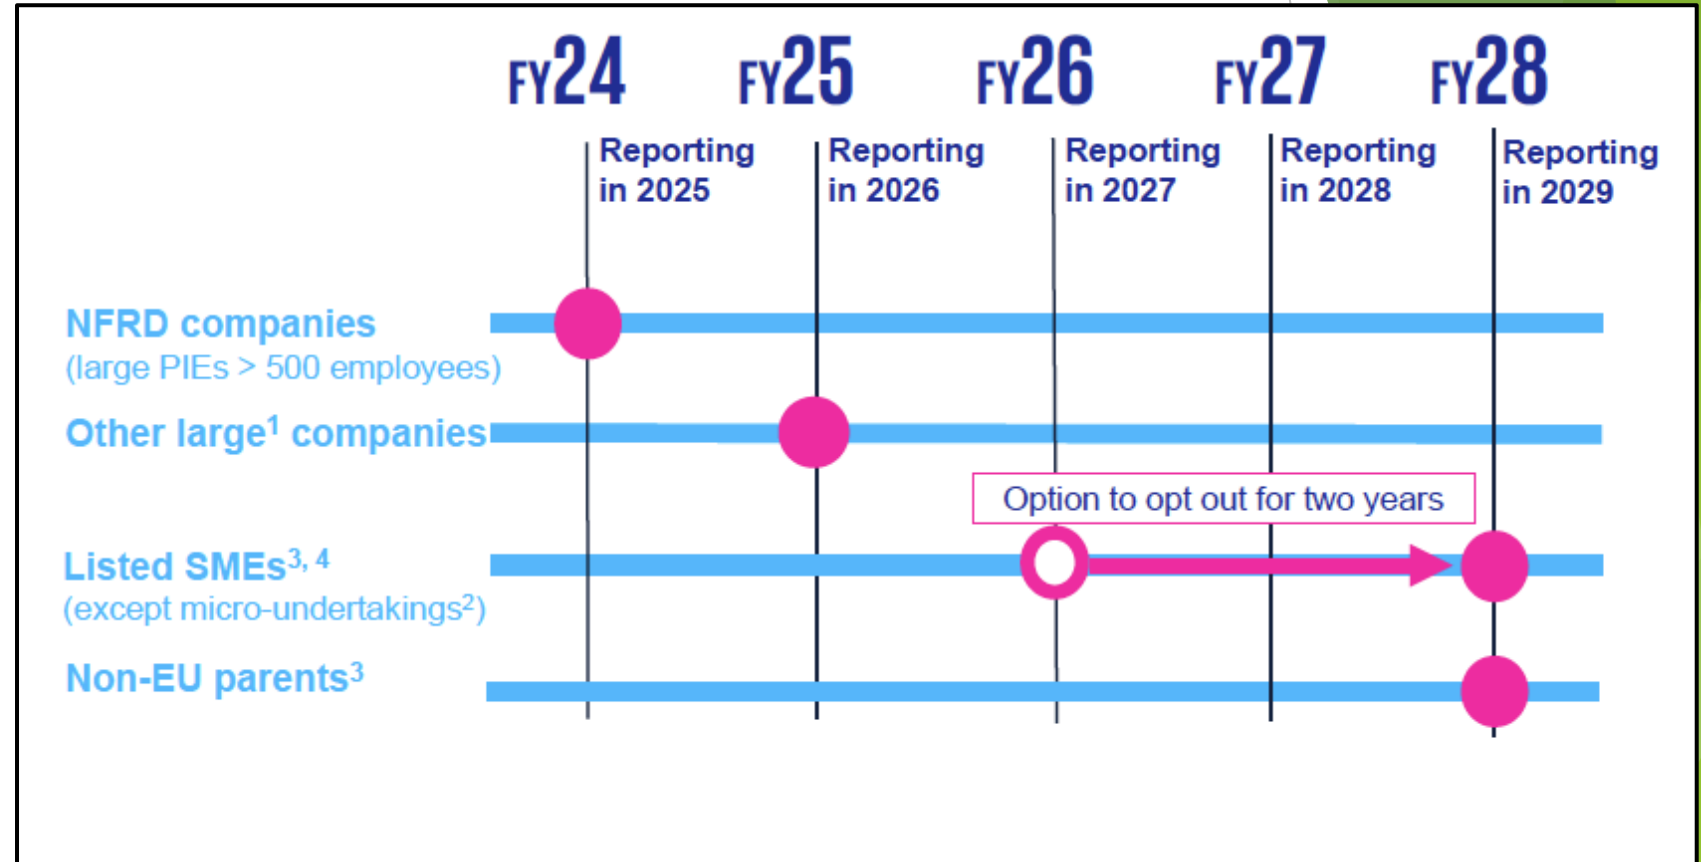 FY24 FY25 FY26 FY27 FY28
Reporting in 2025
Reporting in 2026
Reporting in 2027
Reporting in 2028
Reporting in 2029
NFRD companies
(large PIEs > 500 employees)
Other large¹ companies
Option to opt out for two years
Listed SMEs³, ⁴
(except micro-undertakings²)
Non-EU parents³